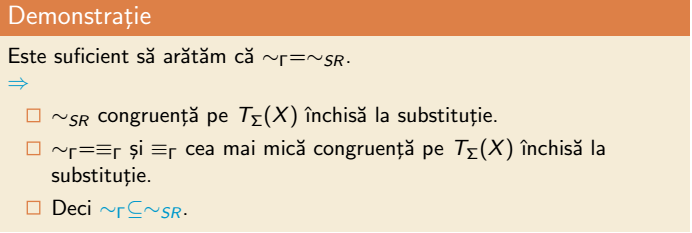 Demonstrație
Este suficient să arătăm că ∼Γ=∼SR.
⇒
□ ∼SR congruență pe TΣ(X) închisă la substituție.
□ ∼Γ=≡Γ și ≡Γ cea mai mică congruență pe TΣ(X) închisă la
substituție.
□ Deci ∼Γ⊆∼SR.